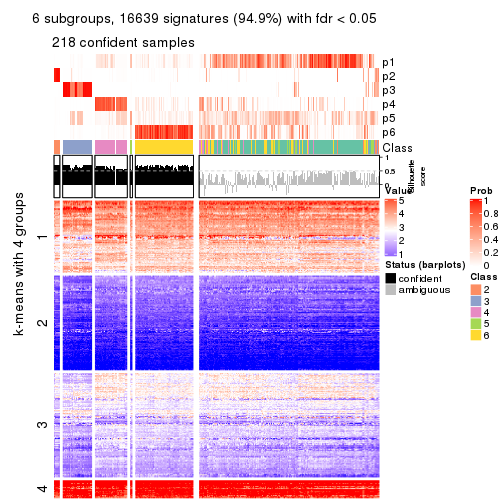 6 subgroups, 16639 signatures (94.9%) with fdr < 0.05
218 confident samples
p1
p2
p3
p4
p5
p6
Class
1
0.5
0
Silhouette
score
k-means with 4 groups
1
2
3
4
Value
5
4
3
2
1
Status (barplots)
confident
ambiguous
Prob
1
0.8
0.6
0.4
0.2
0
Class
2
3
4
5
6